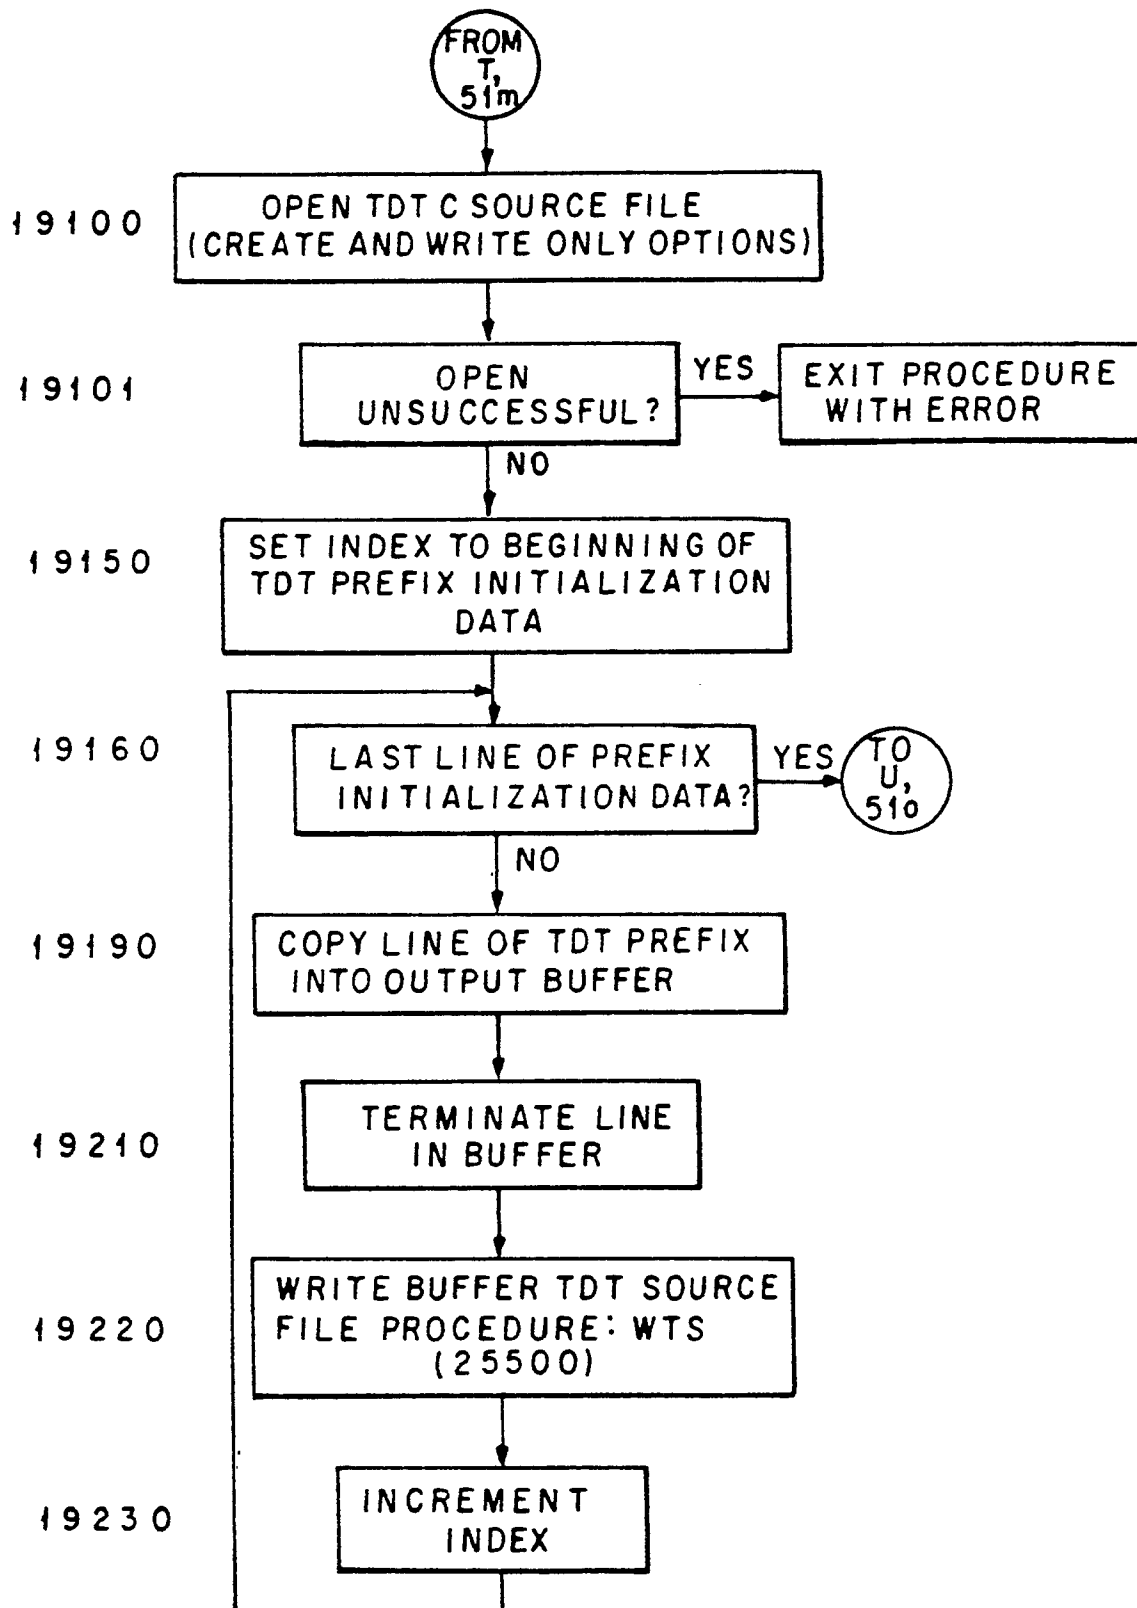 FROM
T,
51m
19100
OPEN TDT C SOURCE FILE
(CREATE AND WRITE ONLY OPTIONS)
19101
OPEN
UNSUCCESSFUL?
YES
EXIT PROCEDURE
WITH ERROR
NO
19150
SET INDEX TO BEGINNING OF
TDT PREFIX INITIALIZATION
DATA
19160
LAST LINE OF PREFIX
INITIALIZATION DATA?
YES
TO
U,
51o
NO
19190
COPY LINE OF TDT PREFIX
INTO OUTPUT BUFFER
19210
TERMINATE LINE
IN BUFFER
19220
WRITE BUFFER TDT SOURCE
FILE PROCEDURE: WTS
(25500)
19230
INCREMENT
INDEX